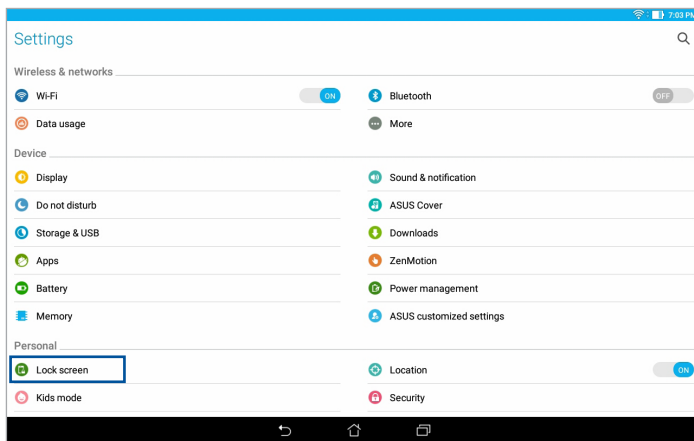 7:03 PM
Settings
Wireless & networks
Wi-Fi ON Bluetooth OFF
Data usage More
Device
Display Sound & notification
Do not disturb ASUS Cover
Storage & USB Downloads
Apps ZenMotion
Battery Power management
Memory ASUS customized settings
Personal
Lock screen Location ON
Kids mode Security